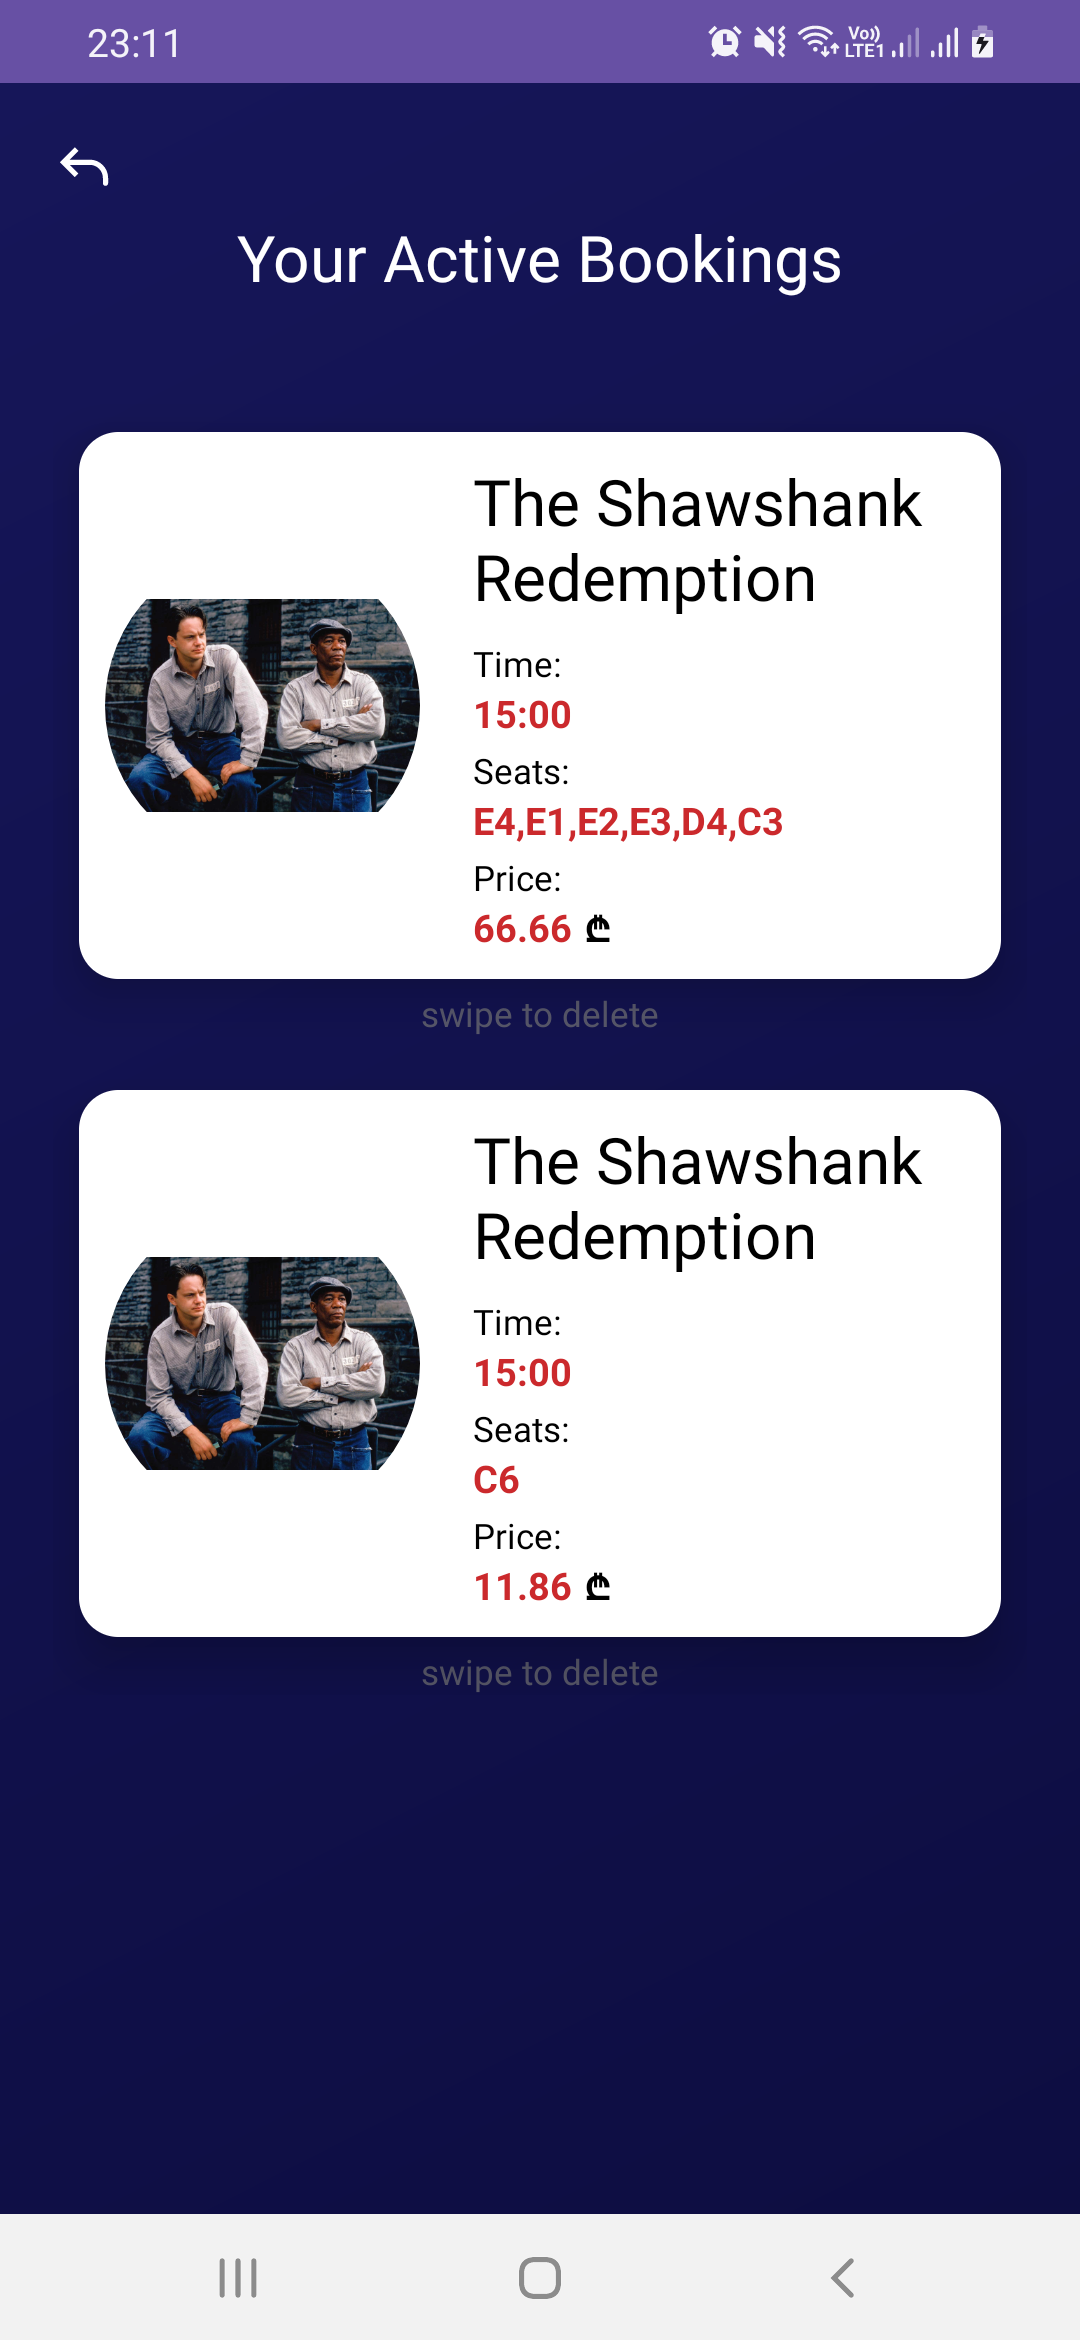 23:11
Vo))
LTE1
Your Active Bookings
The Shawshank
Redemption
Time:
15:00
Seats:
E4,E1,E2,E3,D4,C3
Price:
66.66 ₾
swipe to delete
The Shawshank
Redemption
Time:
15:00
Seats:
C6
Price:
11.86 ₾
swipe to delete